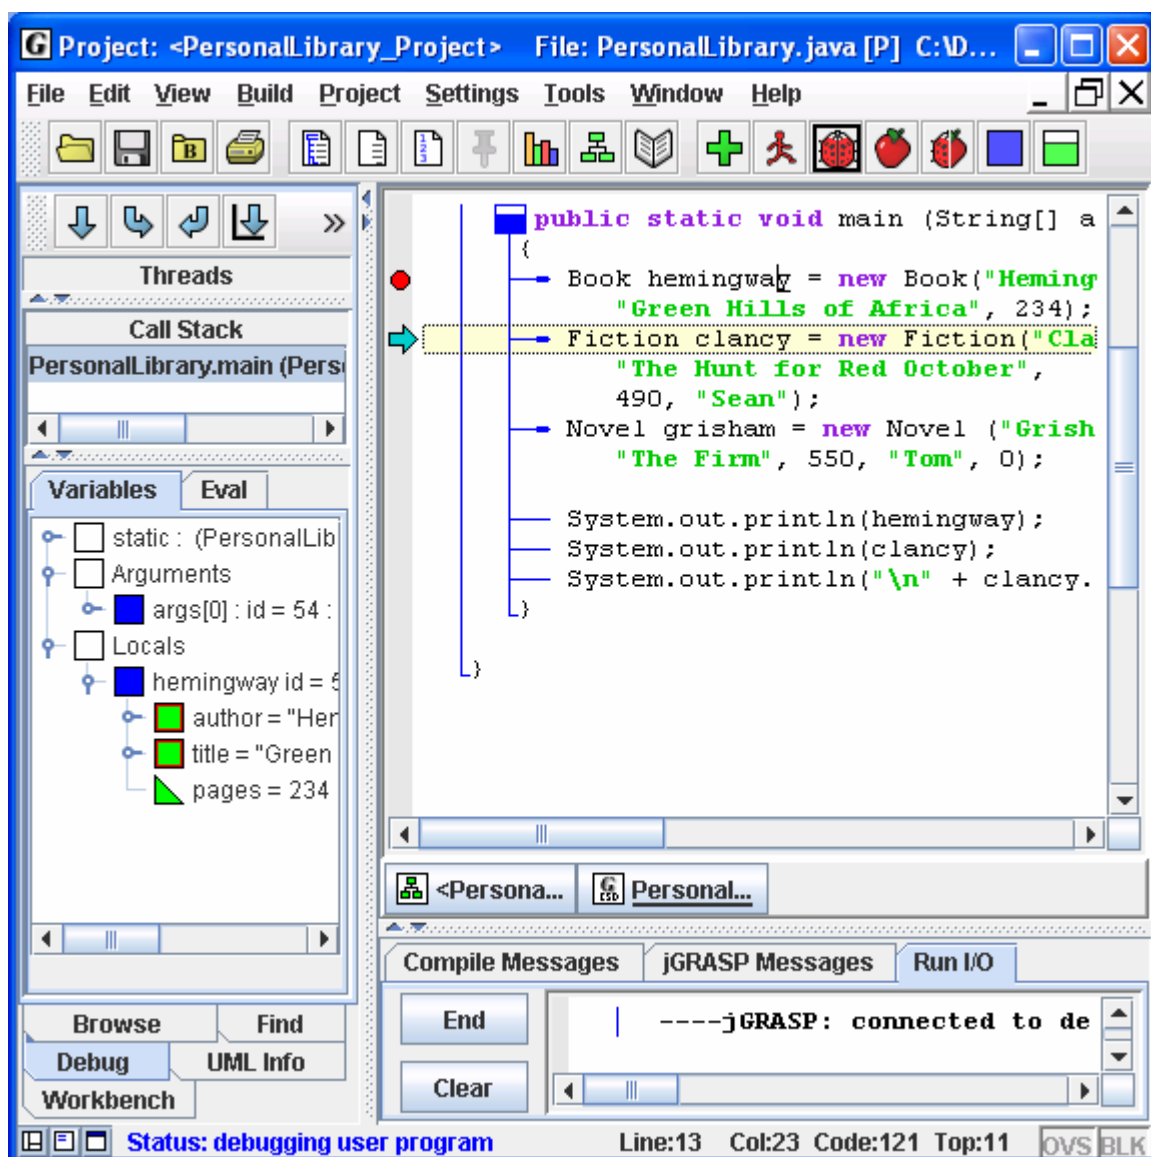 G Project: <PersonalLibrary_Project> File: PersonalLibrary.java [P] C:\D...
File Edit View Build Project Settings Tools Window Help
B
1 2 3
Threads
Call Stack
PersonalLibrary.main (Pers
Variables Eval
static : (PersonalLib
Arguments
args[0] : id = 54 :
Locals
hemingway id = 5
author = "Her
title = "Green
pages = 234
Browse Find
Debug UML Info
Workbench
public static void main (String[] a
{
Book hemingway = new Book("Heming
"Green Hills of Africa", 234);
Fiction clancy = new Fiction("Cla
"The Hunt for Red October",
490, "Sean");
Novel grisham = new Novel ("Grish
"The Firm", 550, "Tom", 0);
System.out.println(hemingway);
System.out.println(clancy);
System.out.println("\n" + clancy.
}
}
<Persona... G CSD Personal...
Compile Messages jGRASP Messages Run I/O
End
Clear
----jGRASP: connected to de
Status: debugging user program Line:13 Col:23 Code:121 Top:11 OVS BLK